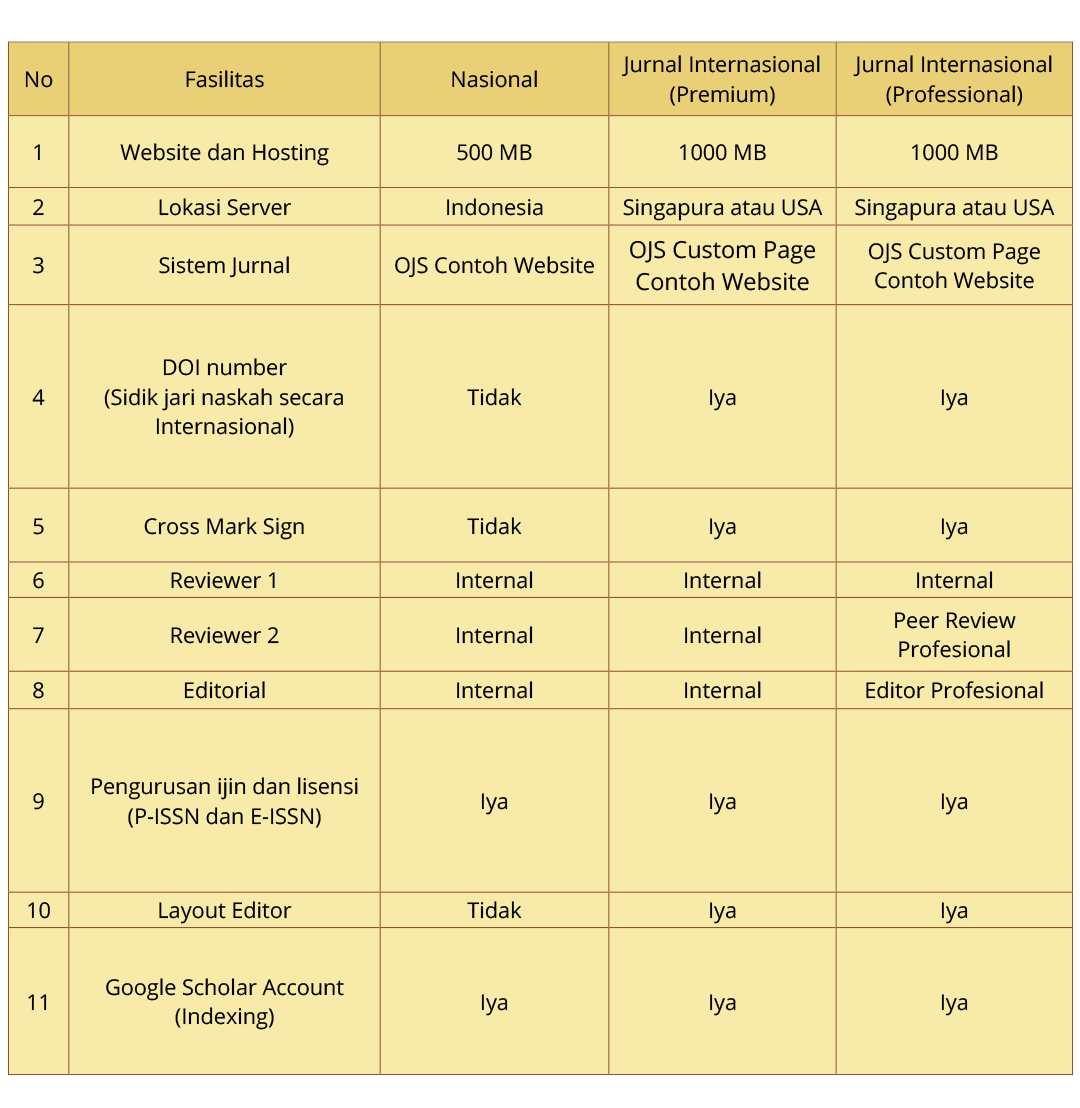 No Fasilitas Nasional Jurnal Internasional (Premium) Jurnal Internasional (Professional)
1 Website dan Hosting 500 MB 1000 MB 1000 MB
2 Lokasi Server Indonesia Singapura atau USA Singapura atau USA
3 Sistem Jurnal OJS Contoh Website OJS Custom Page Contoh Website OJS Custom Page Contoh Website
4 DOI number (Sidik jari naskah secara Internasional) Tidak Iya Iya
5 Cross Mark Sign Tidak Iya Iya
6 Reviewer 1 Internal Internal Internal
7 Reviewer 2 Internal Internal Peer Review Profesional
8 Editorial Internal Internal Editor Profesional
9 Pengurusan ijin dan lisensi (P-ISSN dan E-ISSN) Iya Iya Iya
10 Layout Editor Tidak Iya Iya
11 Google Scholar Account (Indexing) Iya Iya Iya